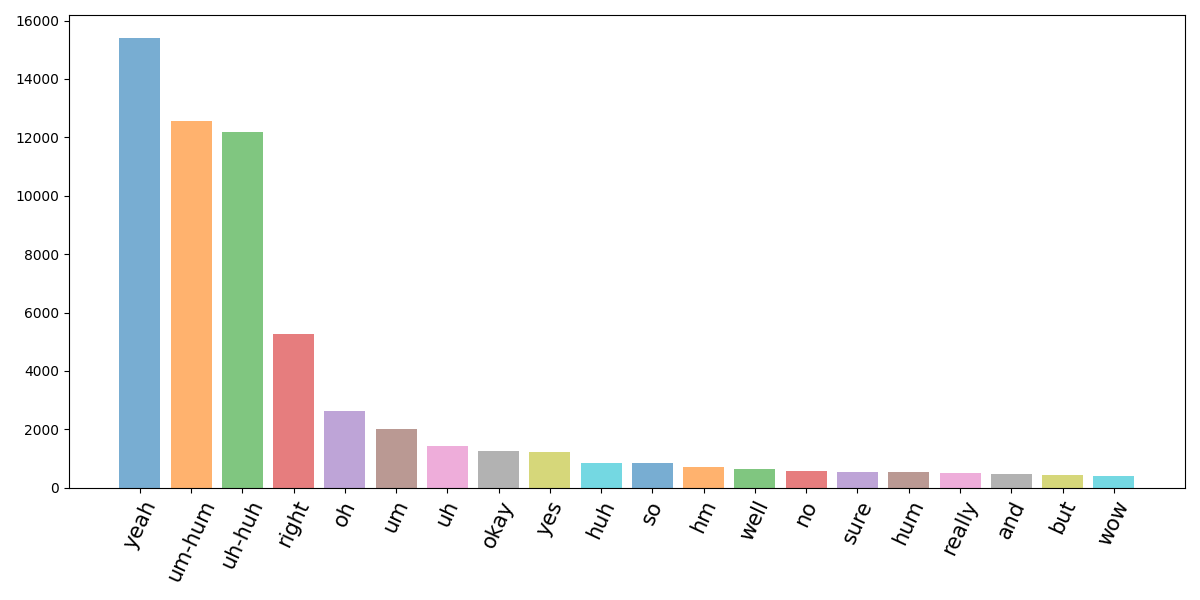 16000
14000
12000
10000
8000
6000
4000
2000
0
yeah
um-hum
uh-huh
right
oh
um
uh
okay
yes
huh
so
hm
well
no
sure
hum
really
and
but
wow